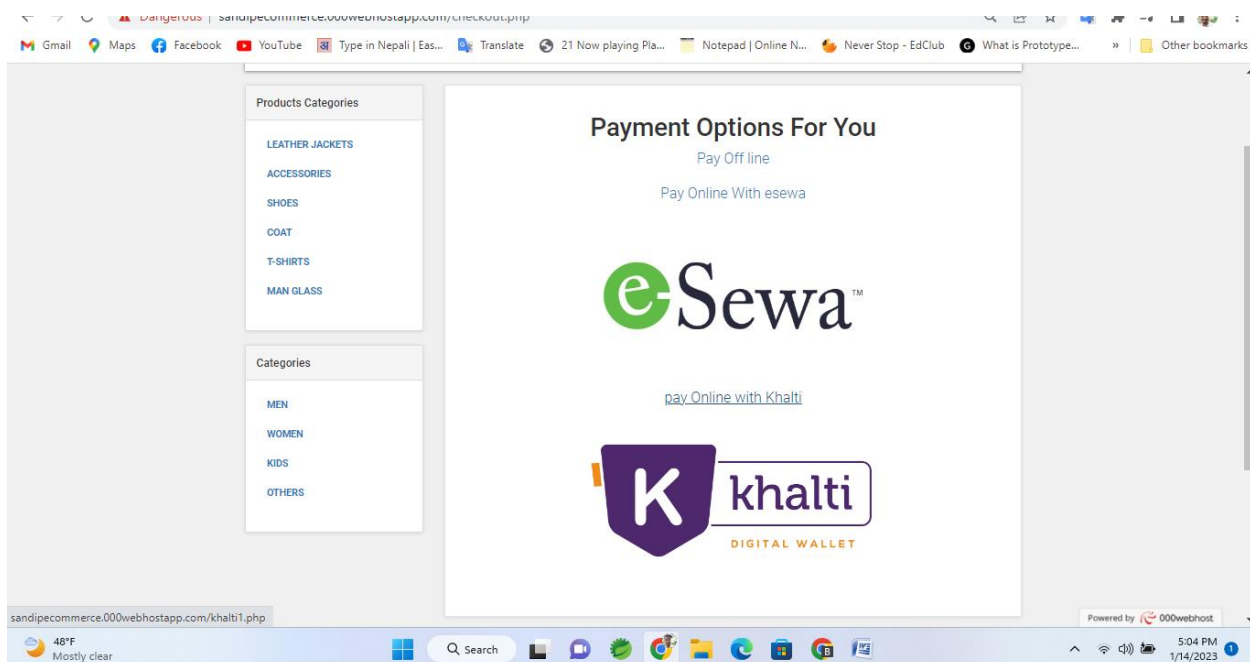 Dangerous | sandipecommerce.000webhostapp.com/checkout.php
Gmail Maps Facebook YouTube Type in Nepali | Eas... Translate 21 Now playing Pla... Notepad | Online N... Never Stop - EdClub What is Prototype... » Other bookmarks
Products Categories
LEATHER JACKETS
ACCESSORIES
SHOES
COAT
T-SHIRTS
MAN GLASS
Categories
MEN
WOMEN
KIDS
OTHERS
Payment Options For You
Pay Off line
Pay Online With esewa
e-Sewa™
pay Online with Khalti
K khalti
DIGITAL WALLET
sandipecommerce.000webhostapp.com/khalti1.php
Powered by 000webhost
48°F
Mostly clear
Search
5:04 PM
1/14/2023
1